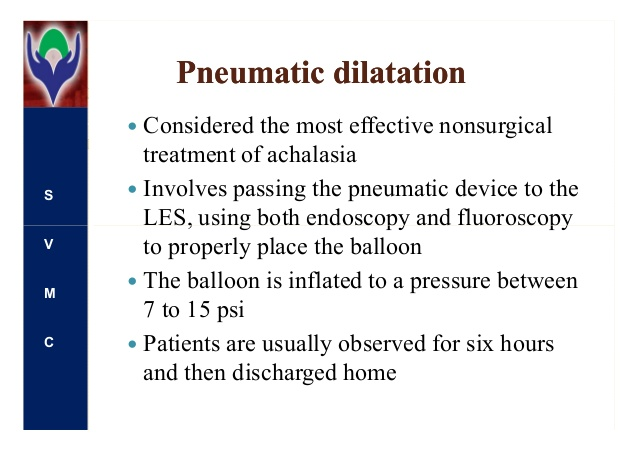 Pneumatic dilatation
• Considered the most effective nonsurgical
treatment of achalasia
• Involves passing the pneumatic device to the
LES, using both endoscopy and fluoroscopy
to properly place the balloon
• The balloon is inflated to a pressure between
7 to 15 psi
• Patients are usually observed for six hours
and then discharged home
S
V
M
C